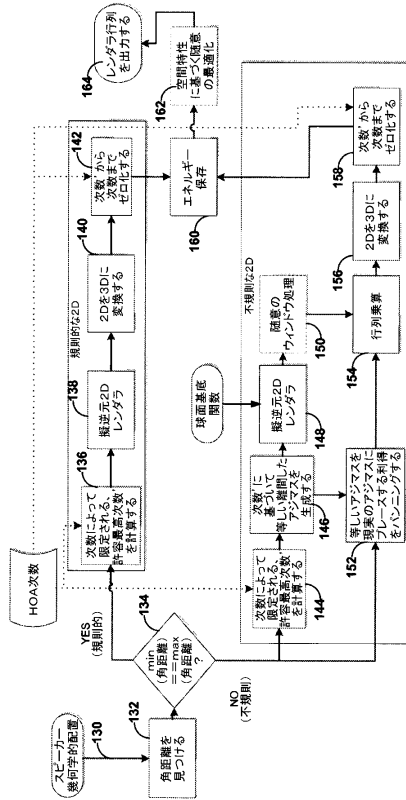 スピーカー
幾何学的配置
130
角距離を
見つける
132
min
(角距離)
==max
(角距離)
?
134
YES
(規則的)
NO
(不規則)
HOA次数
規則的な2D
次数によって
限定される、
許容最高次数'
を計算する
136
擬逆元2D
レンダラ
138
2Dを3Dに
変換する
140
次数'から
次数まで
ゼロ化する
142
不規則な2D
次数によって
限定される、
許容最高次数'
を計算する
144
次数'に
基づいて
等しい離間した
アジマスを
生成する
146
球面基底
関数
擬逆元2D
レンダラ
148
随意の
ウィンドウ処理
150
等しいアジマスを
現実のアジマスに
ブレースする利得
をパンニングする
152
行列乗算
154
2Dを3Dに
変換する
156
次数'から
次数まで
ゼロ化する
158
エネルギー
保存
160
空間特性
に基づく随意
の最適化
162
レンダラ行列
を出力する
164